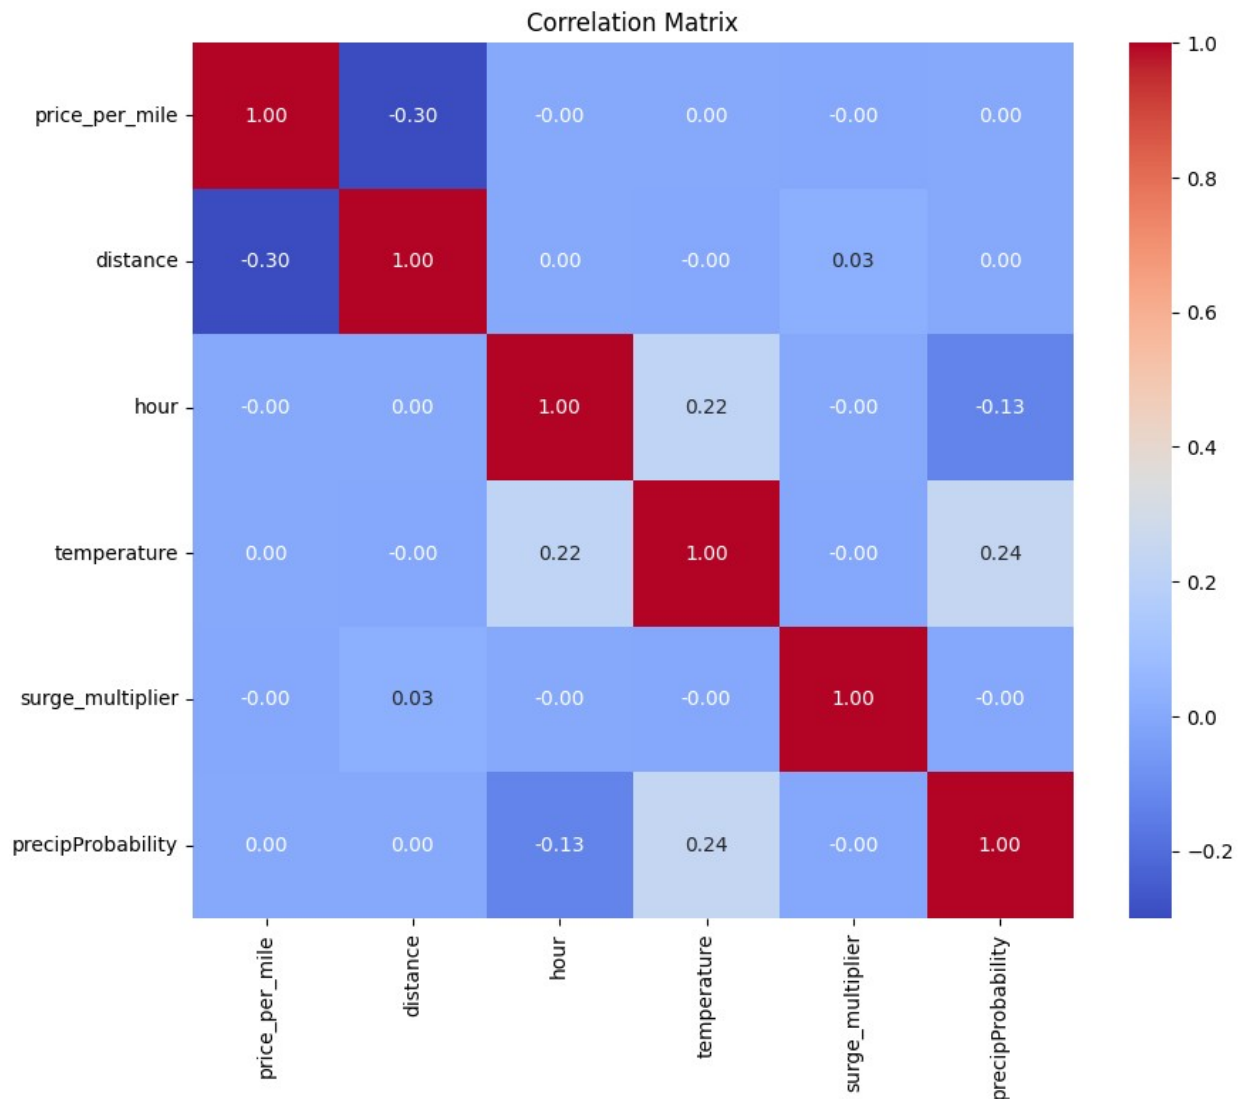 Correlation Matrix
price_per_mile 1.00 -0.30 -0.00 0.00 -0.00 0.00
distance -0.30 1.00 0.00 -0.00 0.03 0.00
hour -0.00 0.00 1.00 0.22 -0.00 -0.13
temperature 0.00 -0.00 0.22 1.00 -0.00 0.24
surge_multiplier -0.00 0.03 -0.00 -0.00 1.00 -0.00
precipProbability 0.00 0.00 -0.13 0.24 -0.00 1.00
price_per_mile
distance
hour
temperature
surge_multiplier
precipProbability
1.0
0.8
0.6
0.4
0.2
0.0
−0.2